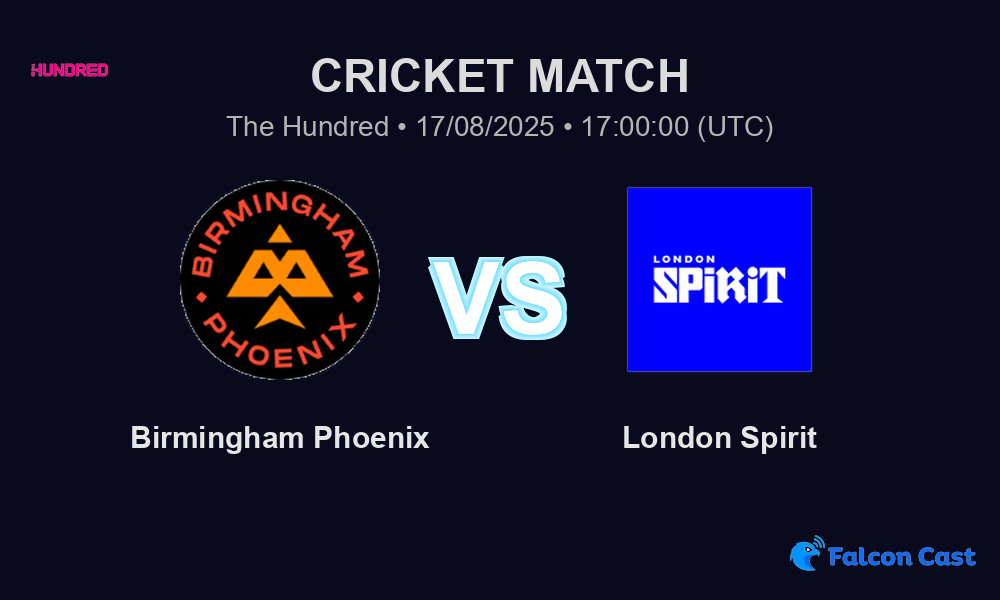 HUNDRED
CRICKET MATCH
The Hundred • 17/08/2025 • 17:00:00 (UTC)
BIRMINGHAM
PHOENIX
VS
LONDON
SPIRIT
Birmingham Phoenix
London Spirit
Falcon Cast